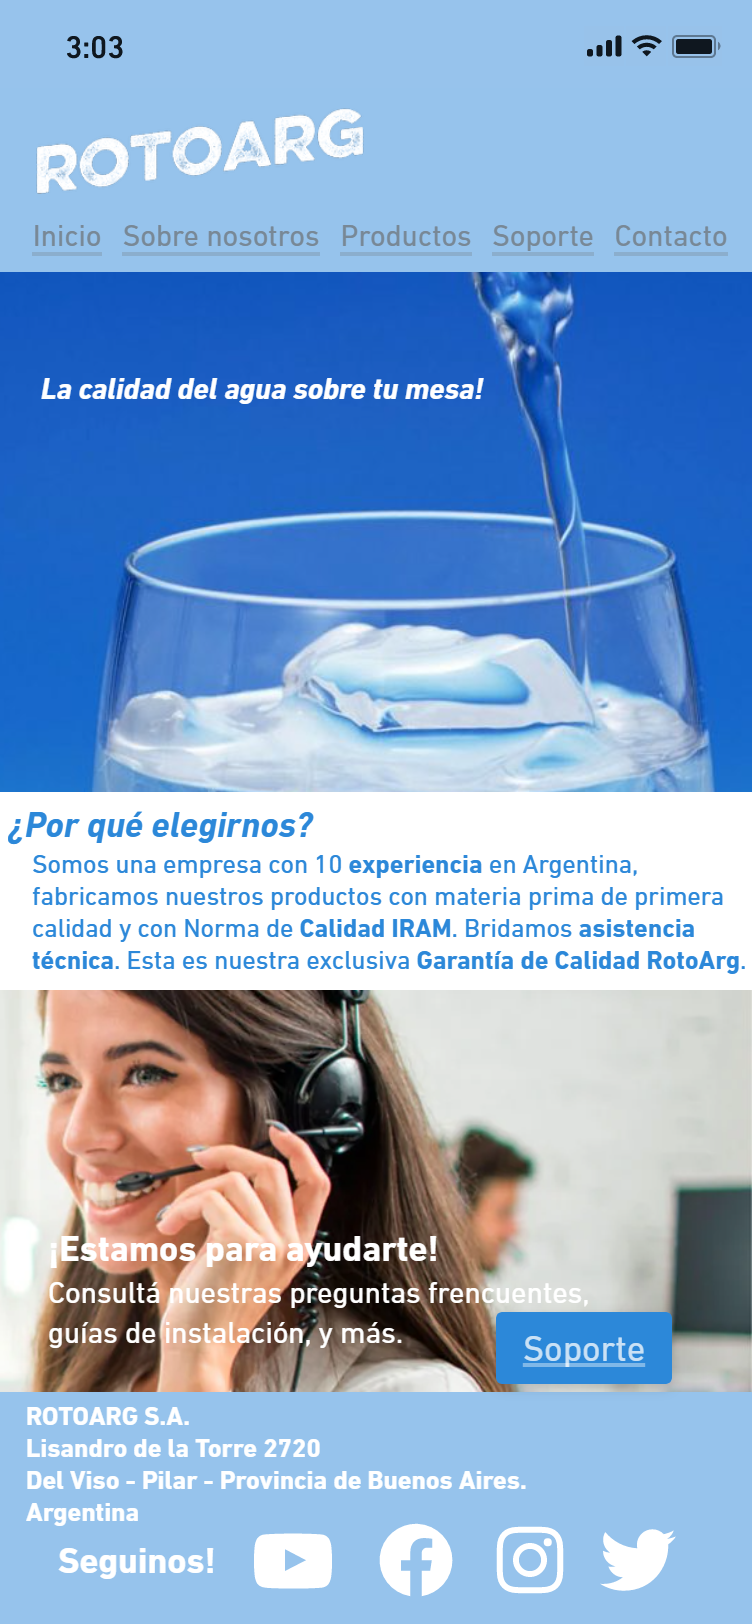 3:03
ROTOARG
Inicio Sobre nosotros Productos Soporte Contacto
La calidad del agua sobre tu mesa!
¿Por qué elegirnos?
Somos una empresa con 10 experiencia en Argentina,
fabricamos nuestros productos con materia prima de primera
calidad y con Norma de Calidad IRAM. Bridamos asistencia
técnica. Esta es nuestra exclusiva Garantía de Calidad RotoArg.
¡Estamos para ayudarte!
Consultá nuestras preguntas frencuentes,
guías de instalación, y más.
Soporte
ROTOARG S.A.
Lisandro de la Torre 2720
Del Viso - Pilar - Provincia de Buenos Aires.
Argentina
Seguinos!